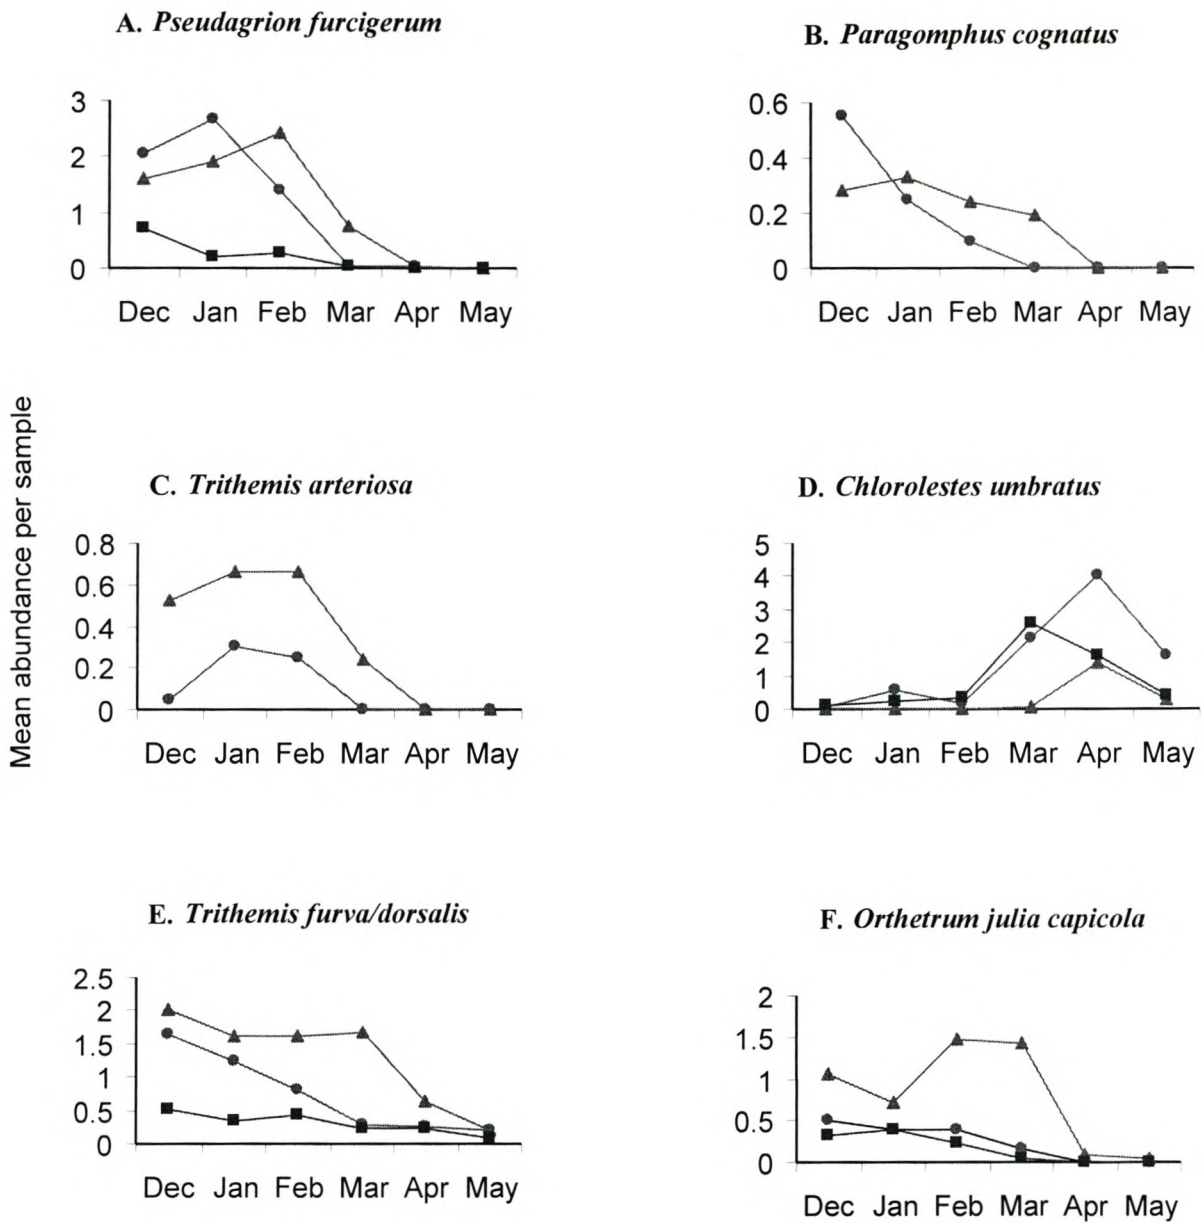 A. Pseudagrion furcigerum
B. Paragomphus cognatus
3
2
1
0
Dec Jan Feb Mar Apr May
0.6
0.4
0.2
0
Dec Jan Feb Mar Apr May
Mean abundance per sample
C. Trithemis arteriosa
D. Chlorolestes umbratus
0.8
0.6
0.4
0.2
0
Dec Jan Feb Mar Apr May
5
4
3
2
1
0
Dec Jan Feb Mar Apr May
E. Trithemis furva/dorsalis
F. Orthetrum julia capicola
2.5
2
1.5
1
0.5
0
Dec Jan Feb Mar Apr May
2
1.5
1
0.5
0
Dec Jan Feb Mar Apr May